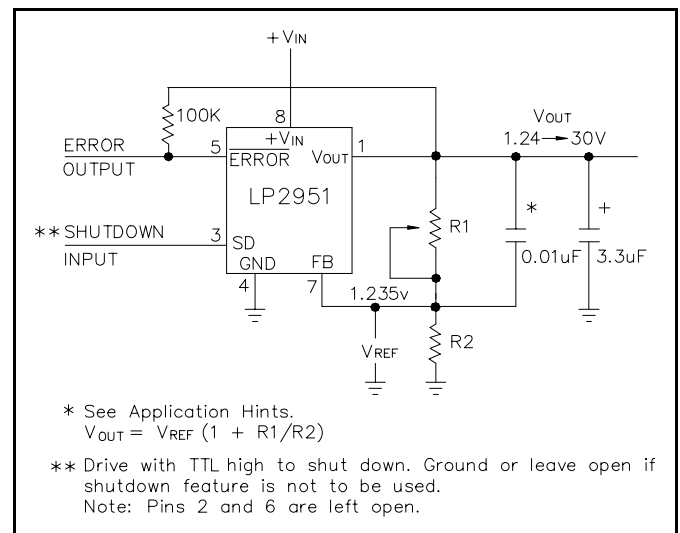 +VIN
100K
8
+VIN
VOUT
1.24→30V
ERROR
OUTPUT
5
ERROR
VOUT
1
LP2951
**SHUTDOWN
INPUT
3
SD
GND
FB
4
7
1.235v
R1
*
0.01uF
+
3.3uF
VREF
R2
* See Application Hints.
VOUT = VREF (1 + R1/R2)
** Drive with TTL high to shut down. Ground or leave open if
shutdown feature is not to be used.
Note: Pins 2 and 6 are left open.